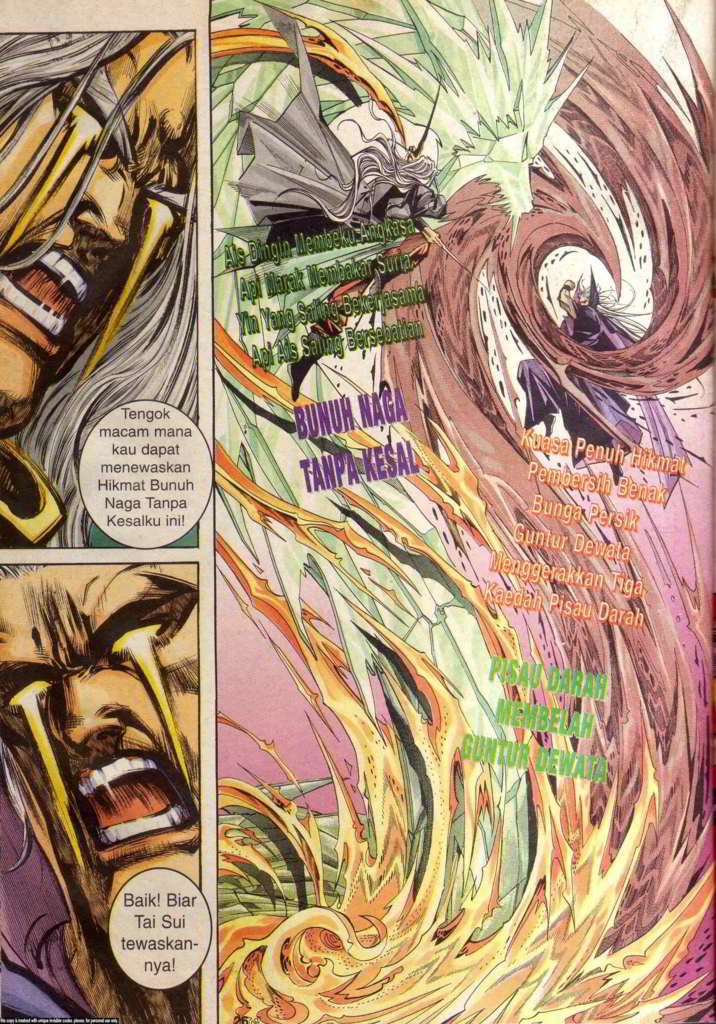 Tengok
macam mana
kau dapat
menewaskan
Hikmat Bunuh
Naga Tanpa
Kesalku ini!
Ais Dingin Membeku Angkasa
Api Marak Membakar Suria
Yin Yang Saling Bekerjasama
Api Ais Saling Bersebatian
BUNUH NAGA
TANPA KESAL
Kuasa Penuh Hikmat
Pembersih Benak
Bunga Persik
Guntur Dewata
Menggerakkan Tiga
Kaedah Pisau Darah
PISAU DARAH
MEMBELAH
GUNTUR DEWATA
Baik! Biar
Tai Sui
tewaskan-
nya!